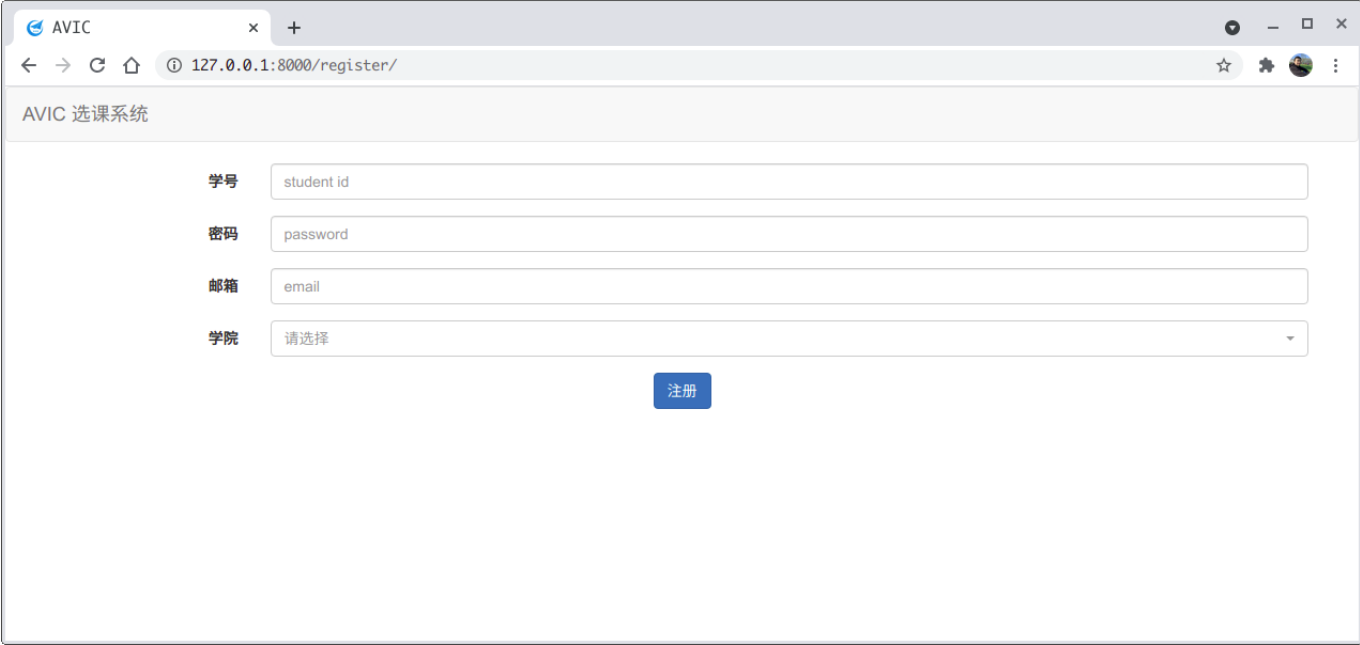 AVIC
127.0.0.1:8000/register/
AVIC 选课系统
学号 student id
密码 password
邮箱 email
学院 请选择
注册